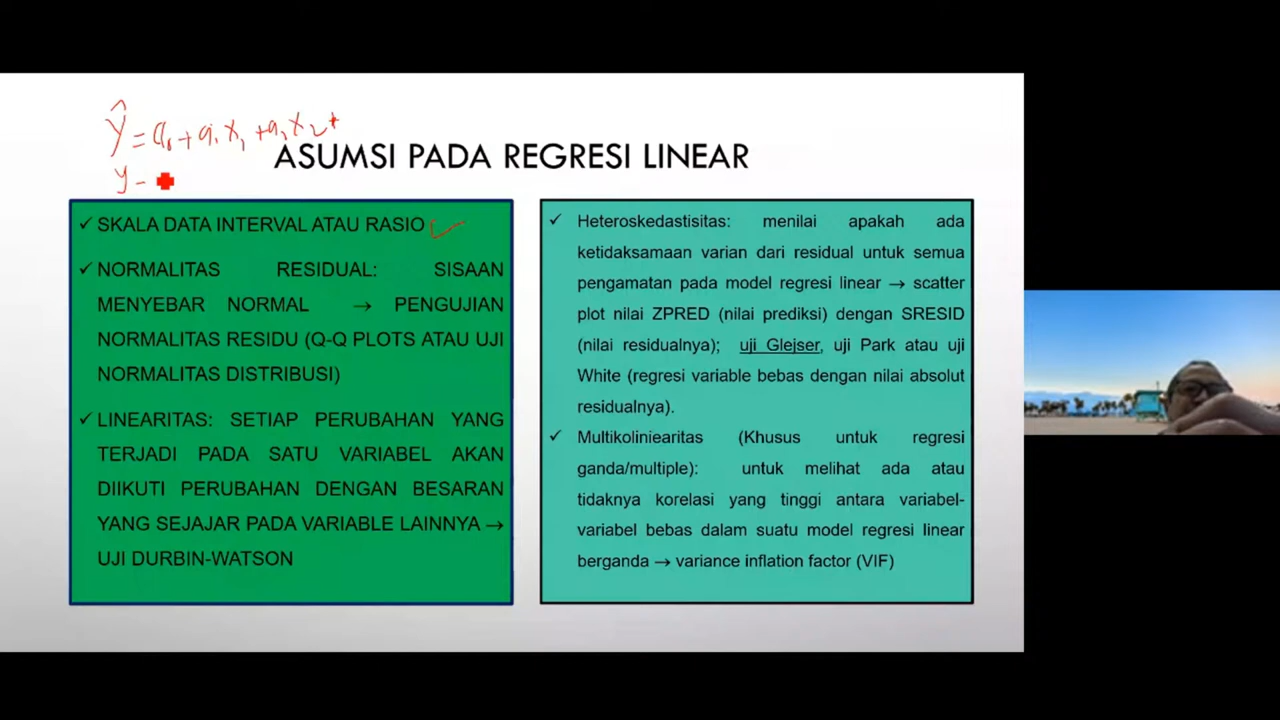 Ŷ = a₀ + a₁ x₁ + a₂ x₂ +
ASUMSI PADA REGRESI LINEAR
y -
✓ SKALA DATA INTERVAL ATAU RASIO ✓
✓ NORMALITAS RESIDUAL: SISAAN
MENYEBAR NORMAL → PENGUJIAN
NORMALITAS RESIDU (Q-Q PLOTS ATAU UJI
NORMALITAS DISTRIBUSI)
✓ LINEARITAS: SETIAP PERUBAHAN YANG
TERJADI PADA SATU VARIABEL AKAN
DIIKUTI PERUBAHAN DENGAN BESARAN
YANG SEJAJAR PADA VARIABLE LAINNYA →
UJI DURBIN-WATSON
✓ Heteroskedastisitas: menilai apakah ada
ketidaksamaan varian dari residual untuk semua
pengamatan pada model regresi linear → scatter
plot nilai ZPRED (nilai prediksi) dengan SRESID
(nilai residualnya); uji Glejser, uji Park atau uji
White (regresi variable bebas dengan nilai absolut
residualnya).
✓ Multikoliniearitas (Khusus untuk regresi
ganda/multiple): untuk melihat ada atau
tidaknya korelasi yang tinggi antara variabel-
variabel bebas dalam suatu model regresi linear
berganda → variance inflation factor (VIF)